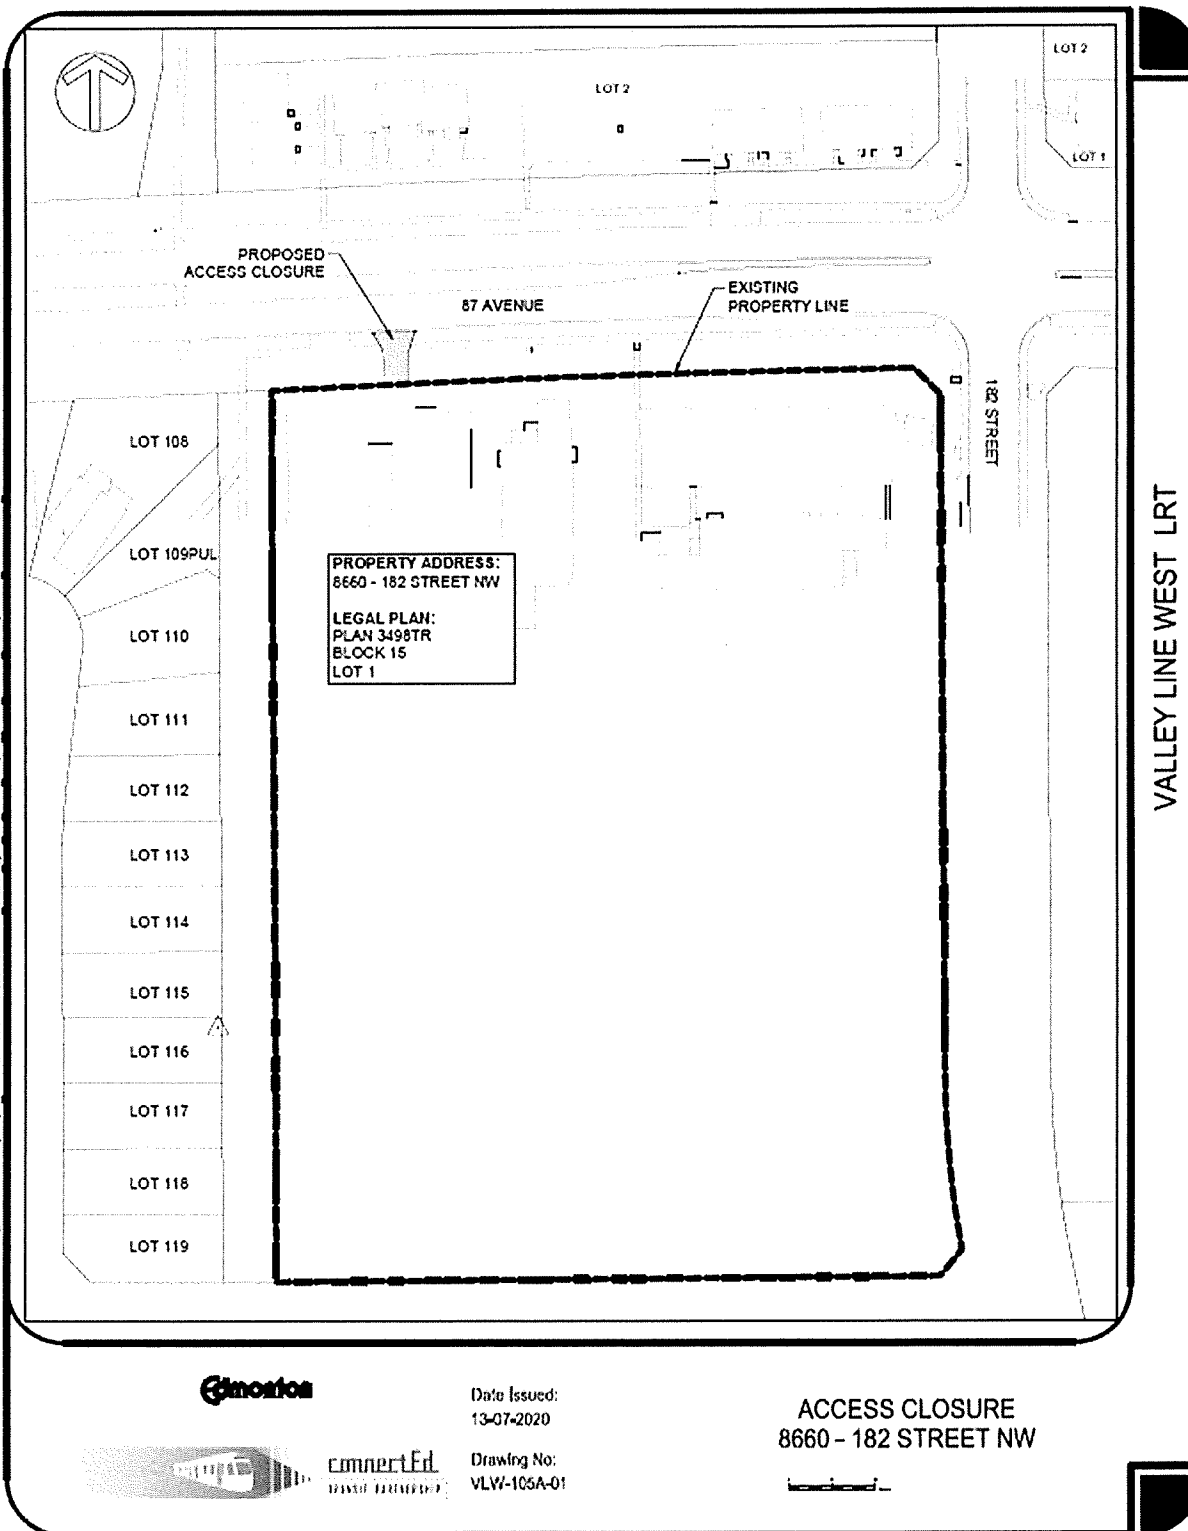 LOT 2
LOT 2
LOT 1
PROPOSED
ACCESS CLOSURE
87 AVENUE
EXISTING
PROPERTY LINE
182 STREET
LOT 108
LOT 109PUL
LOT 110
LOT 111
LOT 112
LOT 113
LOT 114
LOT 115
LOT 116
LOT 117
LOT 118
LOT 119
PROPERTY ADDRESS:
8660 - 182 STREET NW
LEGAL PLAN:
PLAN 3498TR
BLOCK 15
LOT 1
VALLEY LINE WEST LRT
Edmonton
connectEd
TRANSIT PARTNERSHIP
Date Issued:
13-07-2020
Drawing No:
VLW-105A-01
ACCESS CLOSURE
8660 - 182 STREET NW